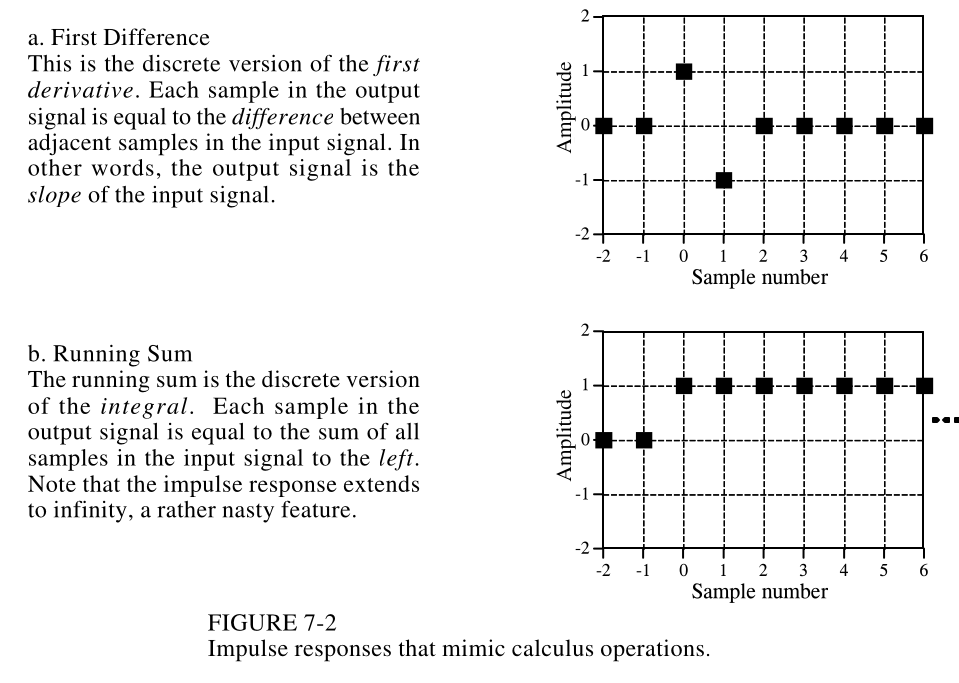 a. First Difference
This is the discrete version of the first
derivative. Each sample in the output
signal is equal to the difference between
adjacent samples in the input signal. In
other words, the output signal is the
slope of the input signal.
2
1
0
-1
-2
Amplitude
-2 -1 0 1 2 3 4 5 6
Sample number
b. Running Sum
The running sum is the discrete version
of the integral. Each sample in the
output signal is equal to the sum of all
samples in the input signal to the left.
Note that the impulse response extends
to infinity, a rather nasty feature.
2
1
0
-1
-2
Amplitude
-2 -1 0 1 2 3 4 5 6
Sample number
FIGURE 7-2
Impulse responses that mimic calculus operations.